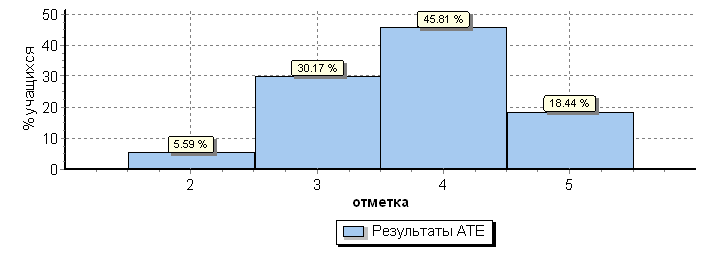 % учащихся
50
40
30
20
10
0
5.59 %
30.17 %
45.81 %
18.44 %
2 3 4 5
отметка
Результаты АТЕ